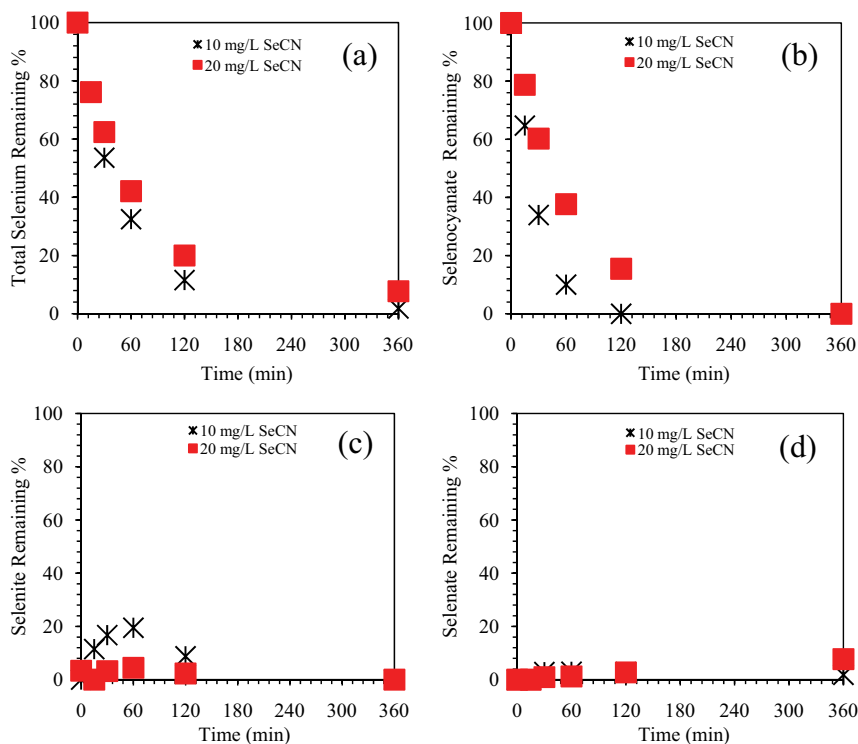 Total Selenium Remaining %
100
80
60
40
20
0
10 mg/L SeCN
20 mg/L SeCN
(a)
0 60 120 180 240 300 360
Time (min)
Selenocyanate Remaining %
100
80
60
40
20
0
10 mg/L SeCN
20 mg/L SeCN
(b)
0 60 120 180 240 300 360
Time (min)
Selenite Remaining %
100
80
60
40
20
0
10 mg/L SeCN
20 mg/L SeCN
(c)
0 60 120 180 240 300 360
Time (min)
Selenate Remaining %
100
80
60
40
20
0
10 mg/L SeCN
20 mg/L SeCN
(d)
0 60 120 180 240 300 360
Time (min)